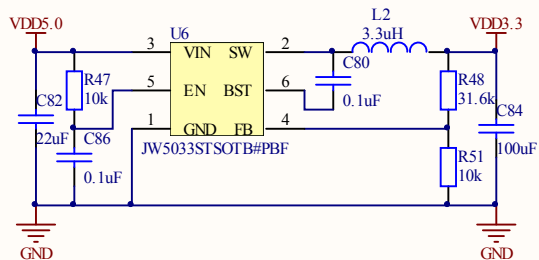 L2
VDD5.0
U6
3.3uH
VDD3.3
3
VIN
SW
2
R47
10k
C80
R48
31.6k
5
EN
BST
6
C82
22uF
0.1uF
C84
C86
1
GND
FB
4
JW5033STSOTB#PBF
100uF
R51
10k
0.1uF
GND
GND